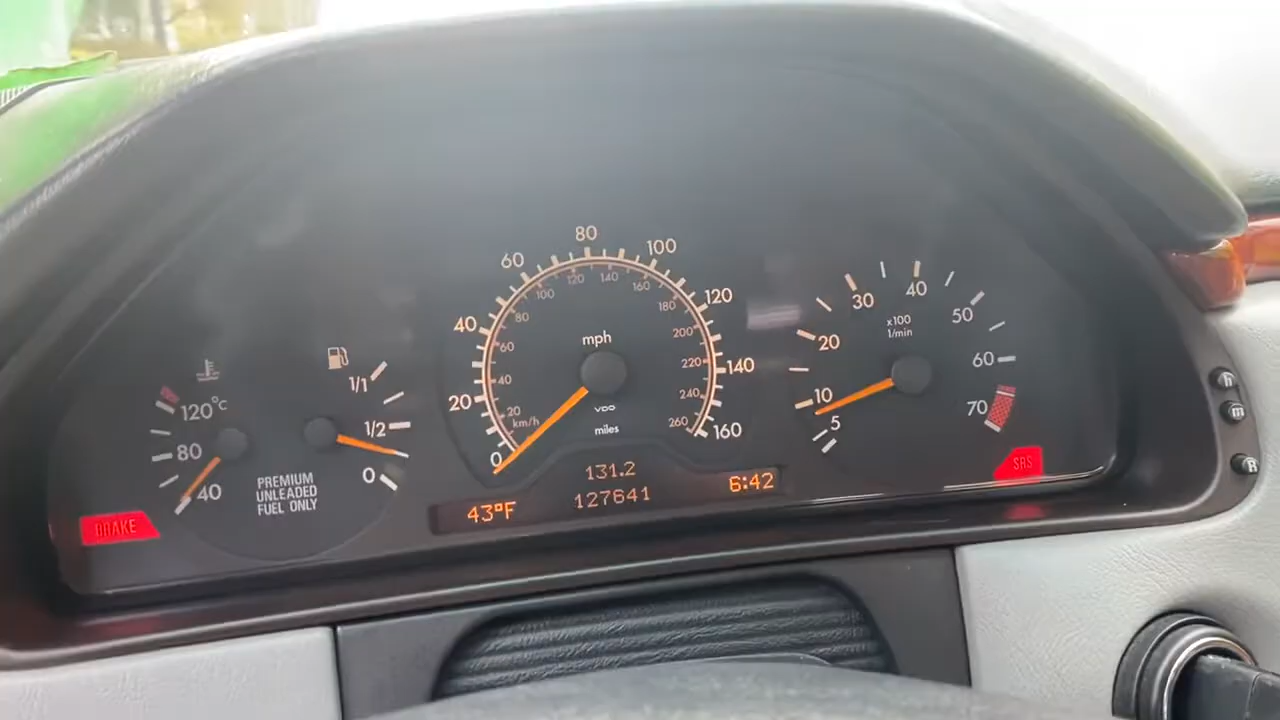 120°c
80
40
BRAKE
1/1
1/2
0
PREMIUM
UNLEADED
FUEL ONLY
0
20
40
60
80
100
120
140
160
20
40
60
80
100
120
140
160
180
200
220
240
260
km/h
mph
VDO
miles
131.2
127641
43°F
6:42
5
10
20
30
40
50
60
70
x100
1/min
SRS
h
m
R